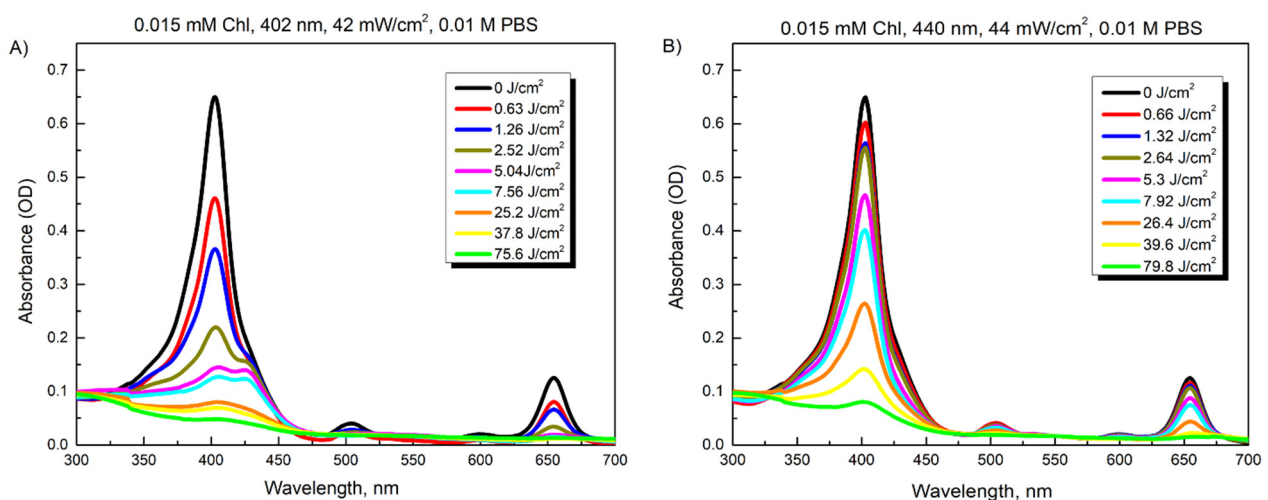 A)
0.015 mM Chl, 402 nm, 42 mW/cm², 0.01 M PBS
Absorbance (OD)
0.7
0.6
0.5
0.4
0.3
0.2
0.1
0.0
0 J/cm²
0.63 J/cm²
1.26 J/cm²
2.52 J/cm²
5.04J/cm²
7.56 J/cm²
25.2 J/cm²
37.8 J/cm²
75.6 J/cm²
300 350 400 450 500 550 600 650 700
Wavelength, nm
B)
0.015 mM Chl, 440 nm, 44 mW/cm², 0.01 M PBS
Absorbance (OD)
0.7
0.6
0.5
0.4
0.3
0.2
0.1
0.0
0 J/cm²
0.66 J/cm²
1.32 J/cm²
2.64 J/cm²
5.3 J/cm²
7.92 J/cm²
26.4 J/cm²
39.6 J/cm²
79.8 J/cm²
300 350 400 450 500 550 600 650 700
Wavelength, nm